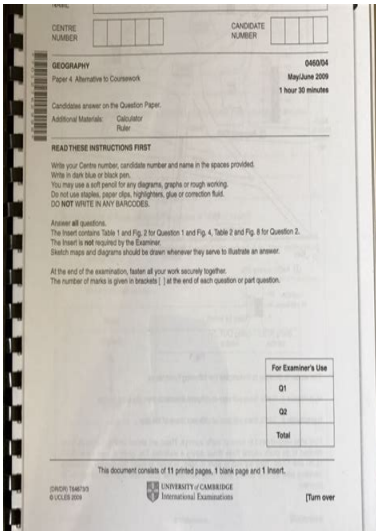 NAME
CENTRE NUMBER
CANDIDATE NUMBER
GEOGRAPHY
0460/04
Paper 4 Alternative to Coursework
May/June 2009
1 hour 30 minutes
Candidates answer on the Question Paper.
Additional Materials: Calculator
Ruler
READ THESE INSTRUCTIONS FIRST
Write your Centre number, candidate number and name in the spaces provided.
Write in dark blue or black pen.
You may use a soft pencil for any diagrams, graphs or rough working.
Do not use staples, paper clips, highlighters, glue or correction fluid.
DO NOT WRITE IN ANY BARCODES.
Answer all questions.
The Insert contains Table 1 and Fig. 2 for Question 1 and Fig. 4, Table 2 and Fig. 8 for Question 2.
The Insert is not required by the Examiner.
Sketch maps and diagrams should be drawn whenever they serve to illustrate an answer.
At the end of the examination, fasten all your work securely together.
The number of marks is given in brackets [ ] at the end of each question or part question.
For Examiner's Use
Q1
Q2
Total
This document consists of 11 printed pages, 1 blank page and 1 Insert.
© UCLES 2009
UNIVERSITY of CAMBRIDGE
International Examinations
[Turn over